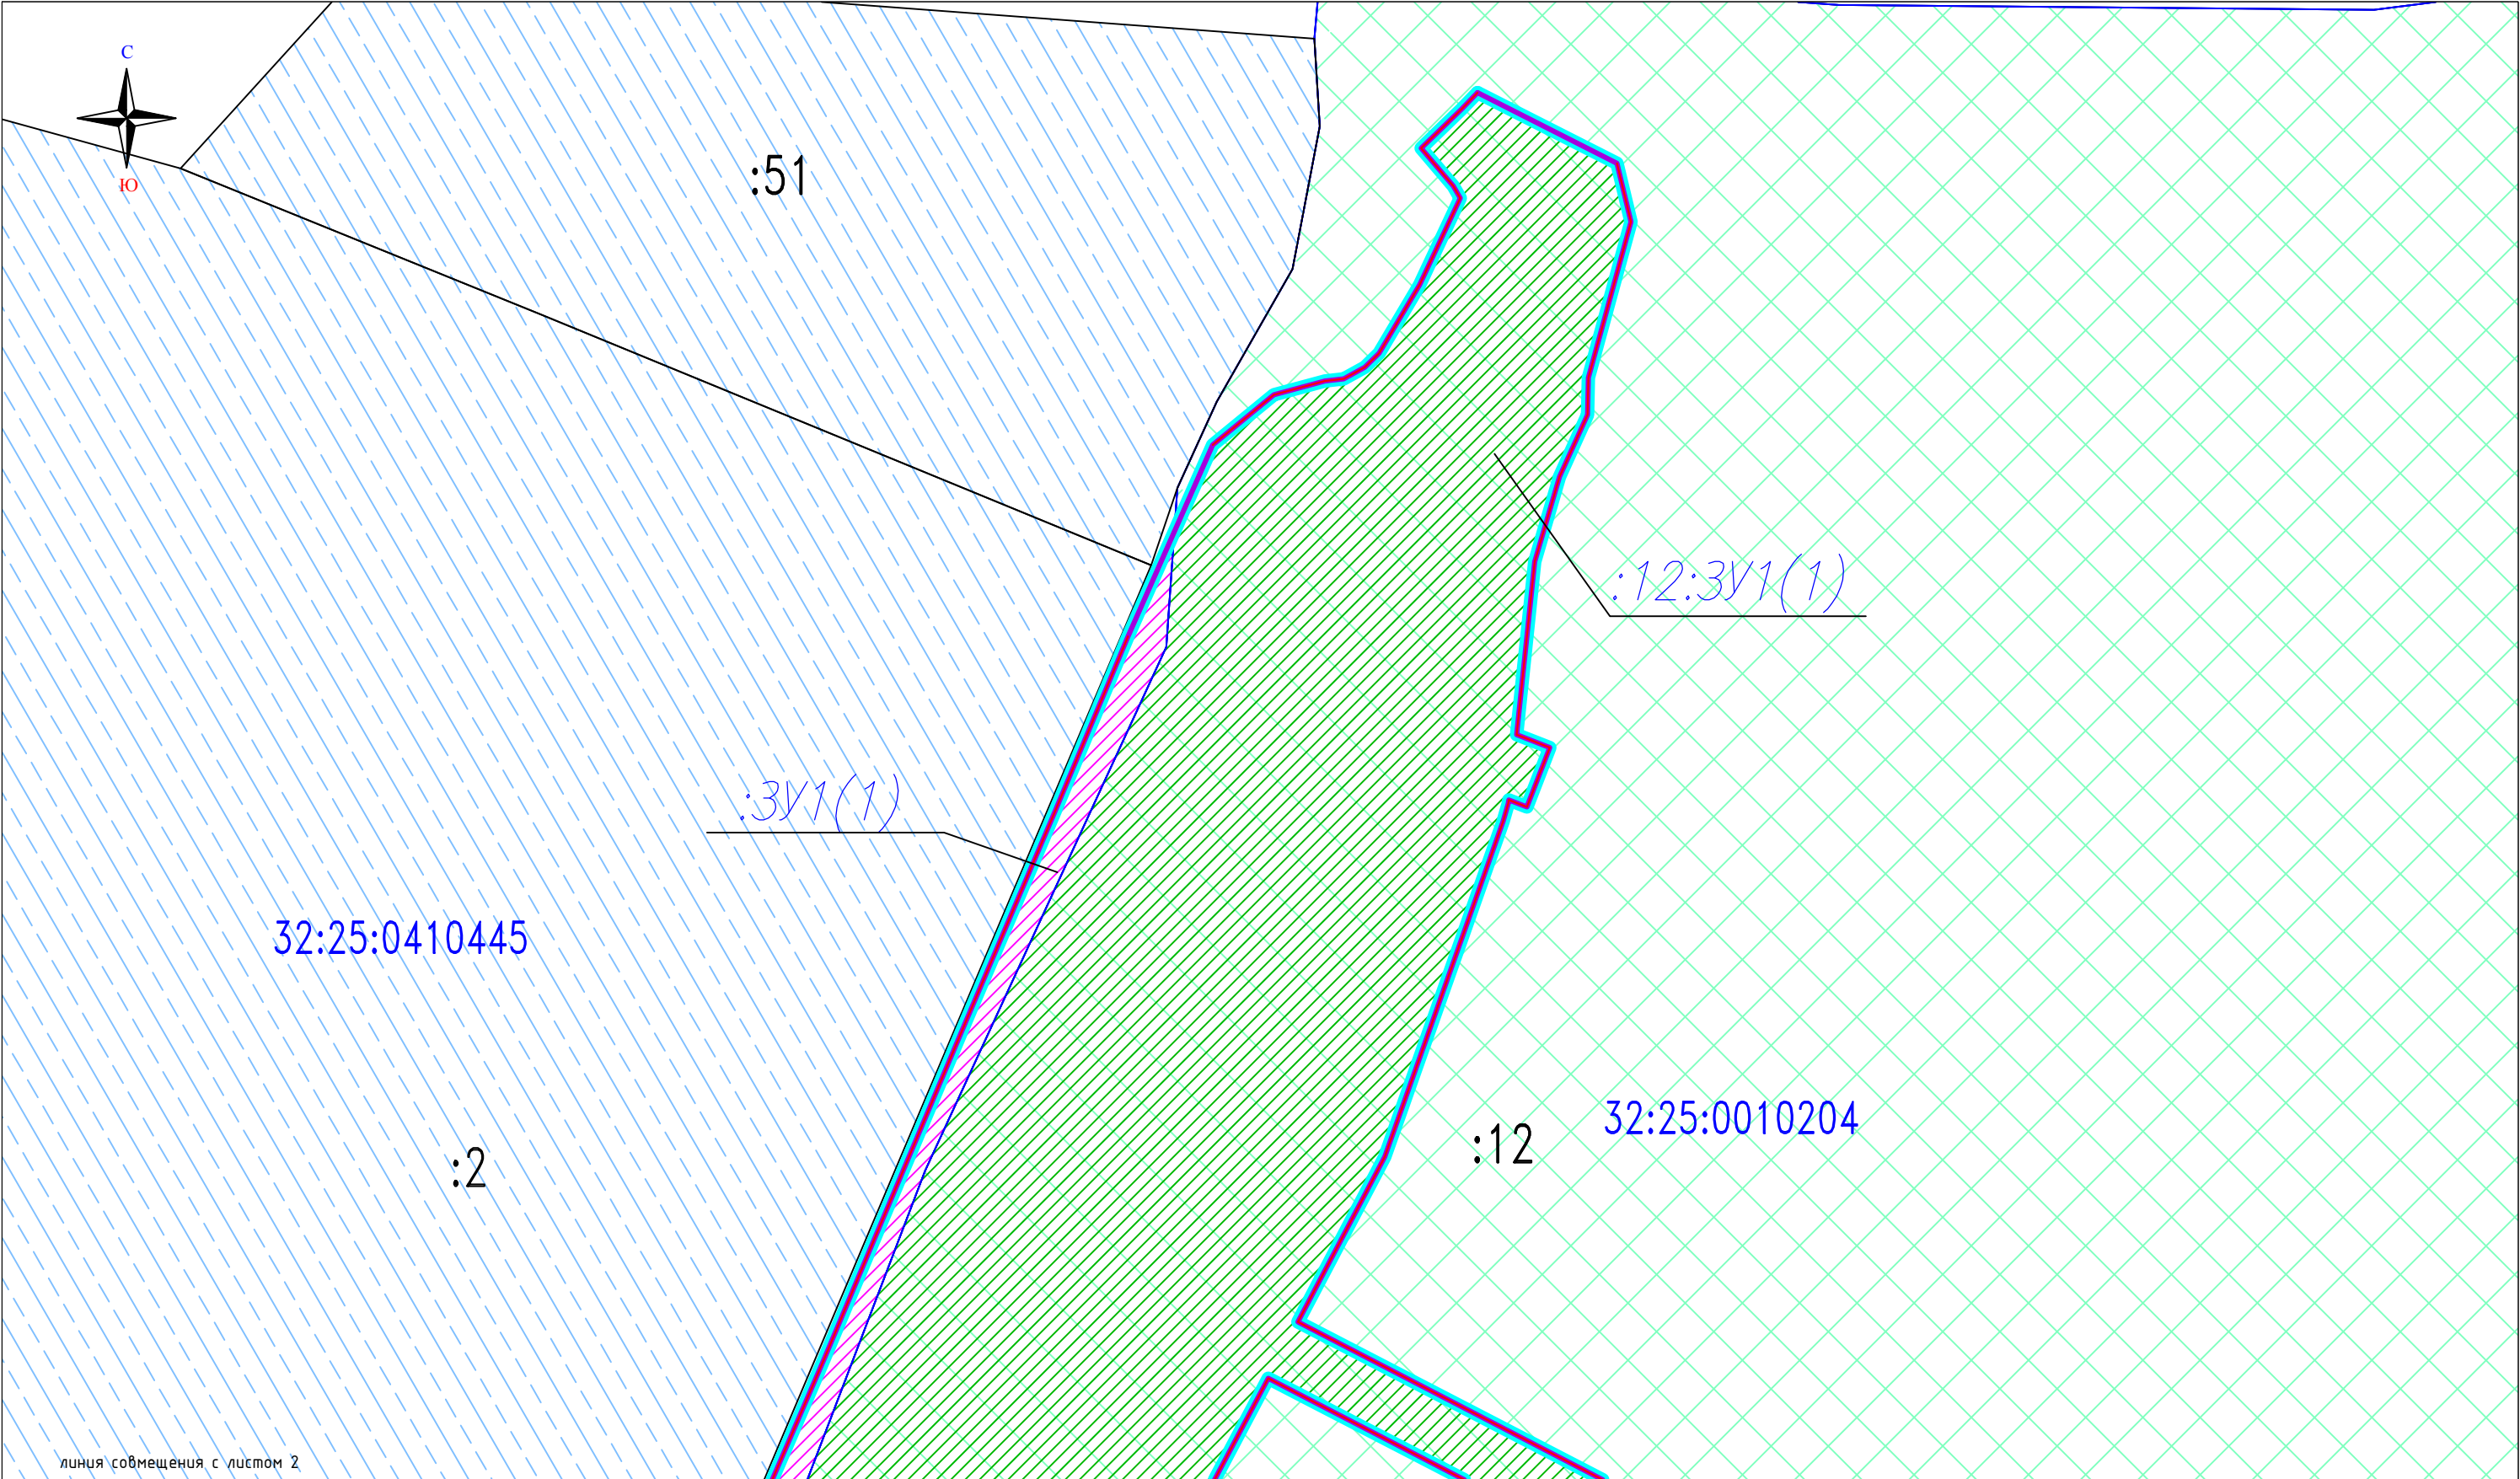 С
Ю
:51
:12:ЗУ1(1)
:ЗУ1(1)
32:25:0410445
32:25:0010204
:12
:2
линия совмещения с листом 2